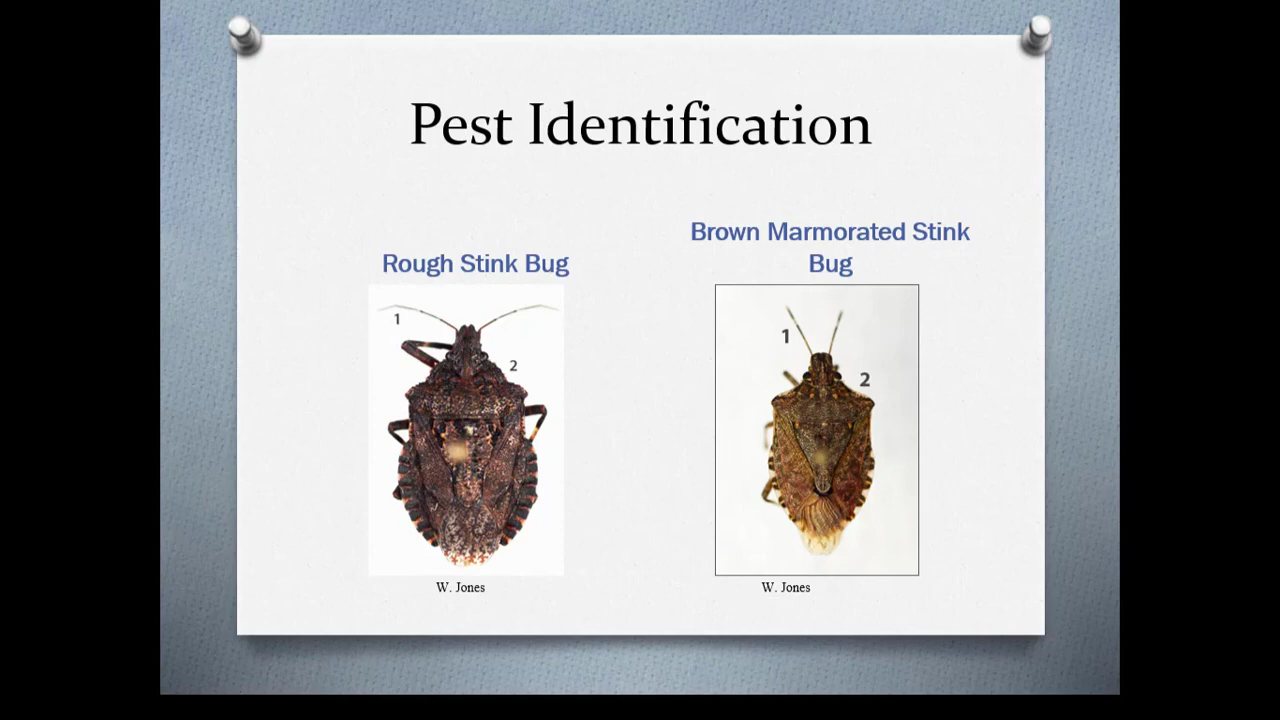 Pest Identification
Rough Stink Bug
Brown Marmorated Stink
Bug
1
2
1
2
W. Jones
W. Jones